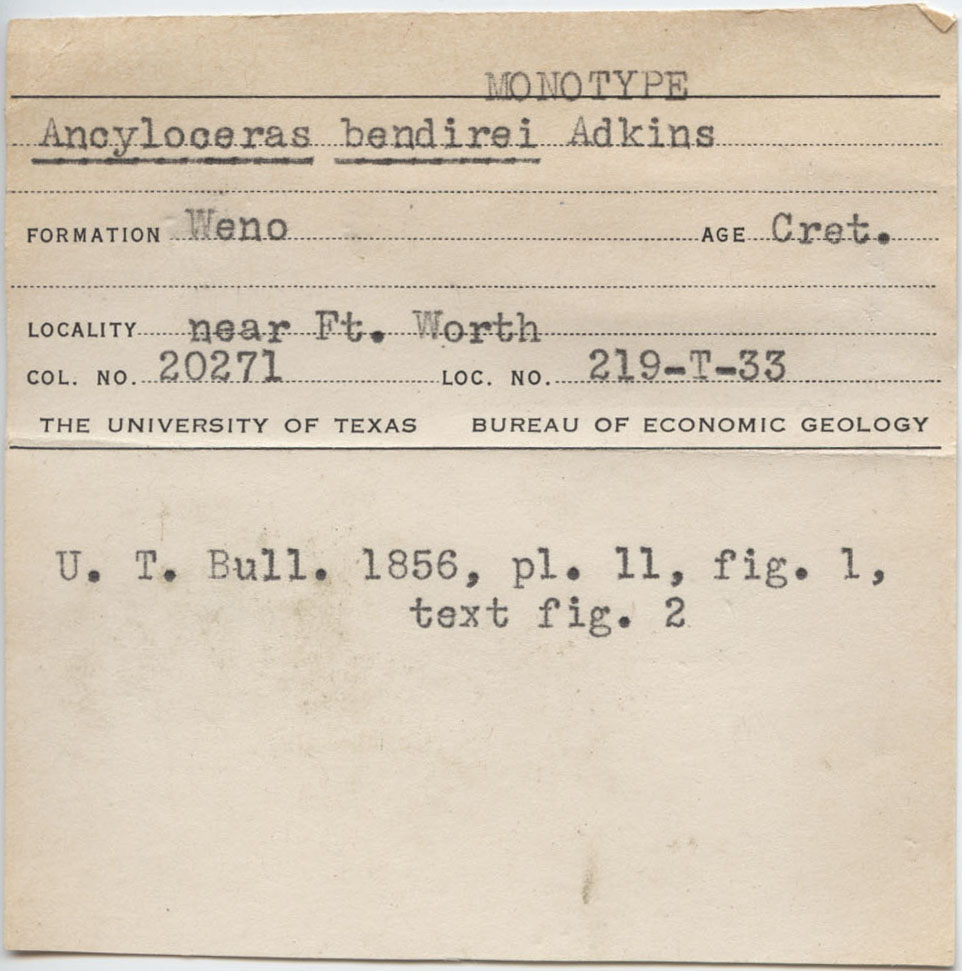 MONOTYPE
Ancyloceras bendirei Adkins
FORMATION Weno AGE Cret.
LOCALITY near Ft. Worth
COL. NO. 20271 LOC. NO. 219-T-33
THE UNIVERSITY OF TEXAS BUREAU OF ECONOMIC GEOLOGY
U. T. Bull. 1856, pl. 11, fig. 1,
text fig. 2